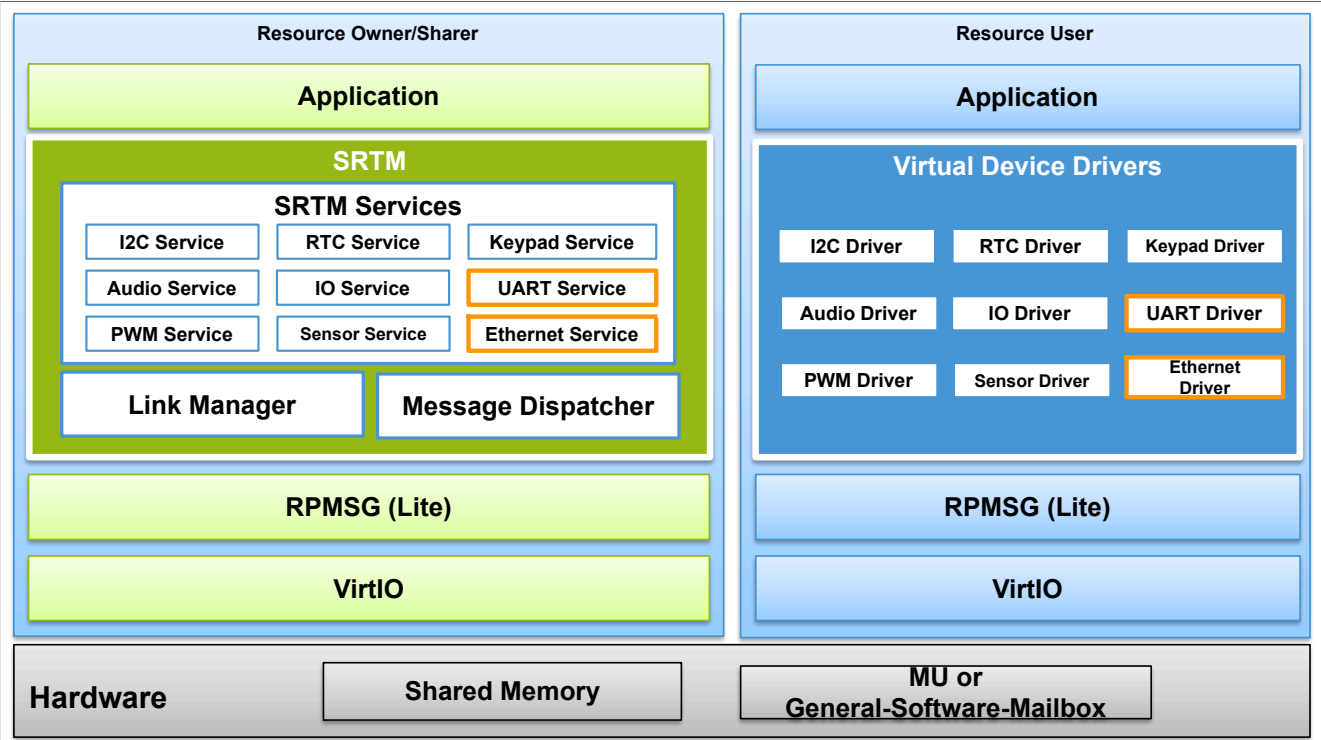 Resource Owner/Sharer
Application
SRTM
SRTM Services
I2C Service
RTC Service
Keypad Service
Audio Service
IO Service
UART Service
PWM Service
Sensor Service
Ethernet Service
Link Manager
Message Dispatcher
RPMSG (Lite)
VirtIO
Resource User
Application
Virtual Device Drivers
I2C Driver
RTC Driver
Keypad Driver
Audio Driver
IO Driver
UART Driver
PWM Driver
Sensor Driver
Ethernet
Driver
RPMSG (Lite)
VirtIO
Hardware
Shared Memory
MU or
General-Software-Mailbox